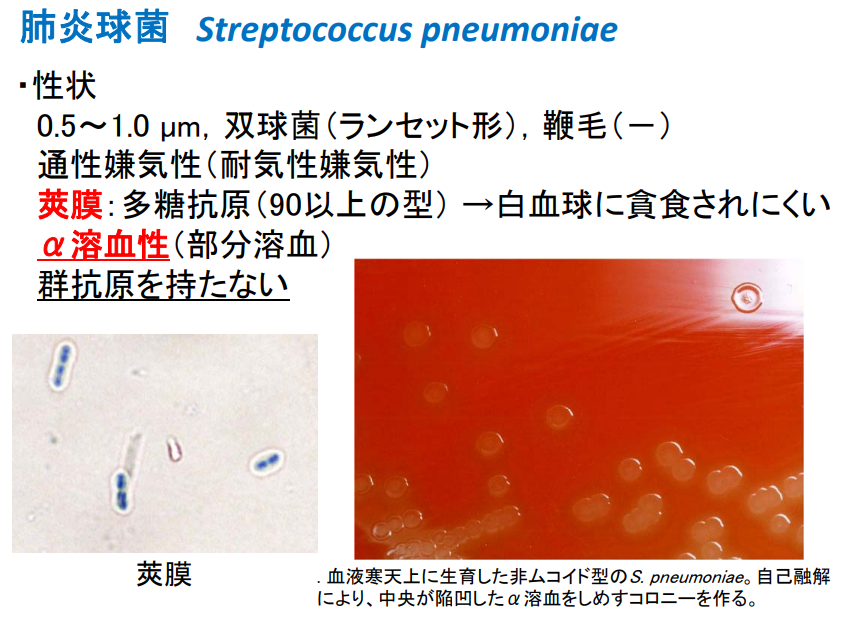 肺炎球菌 Streptococcus pneumoniae
・性状
0.5～1.0 μm，双球菌（ランセット形），鞭毛（－）
通性嫌気性（耐気性嫌気性）
莢膜：多糖抗原（90以上の型） →白血球に貪食されにくい
α溶血性（部分溶血）
群抗原を持たない
莢膜
. 血液寒天上に生育した非ムコイド型のS. pneumoniae。自己融解
により、中央が陥凹したα溶血をしめすコロニーを作る。